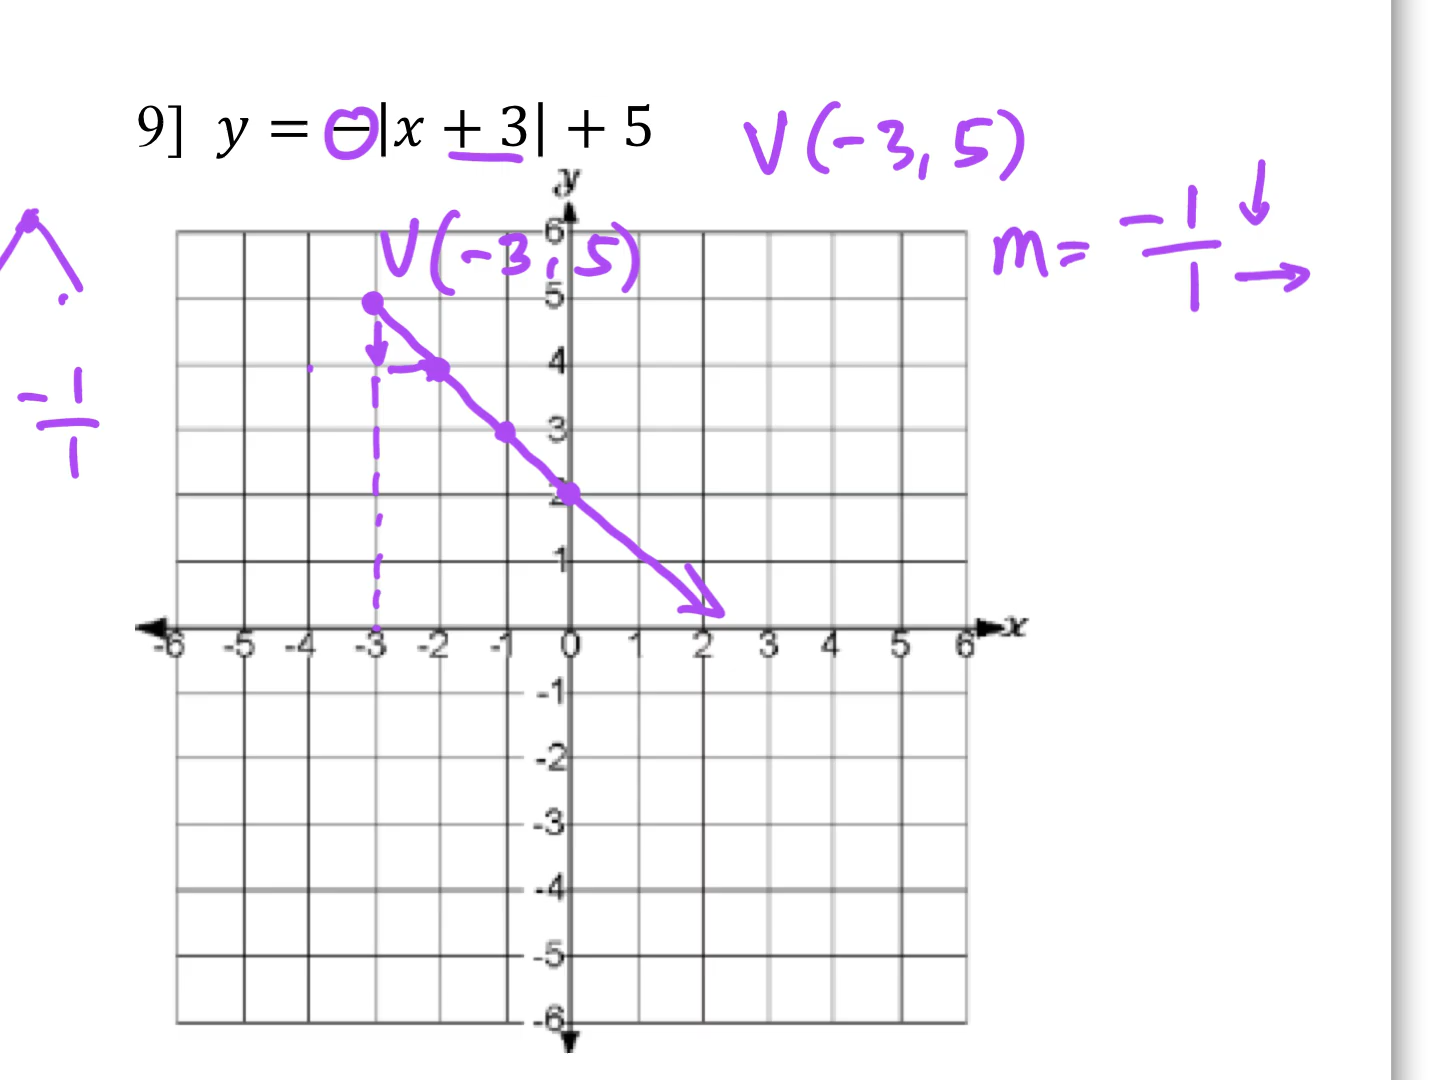 9] y = −|x + 3| + 5
V(-3, 5)
y
m = -1/1
V(-3, 5)
-1/1
6
5
4
3
2
1
-6 -5 -4 -3 -2 -1 0 1 2 3 4 5 6 x
-1
-2
-3
-4
-5
-6